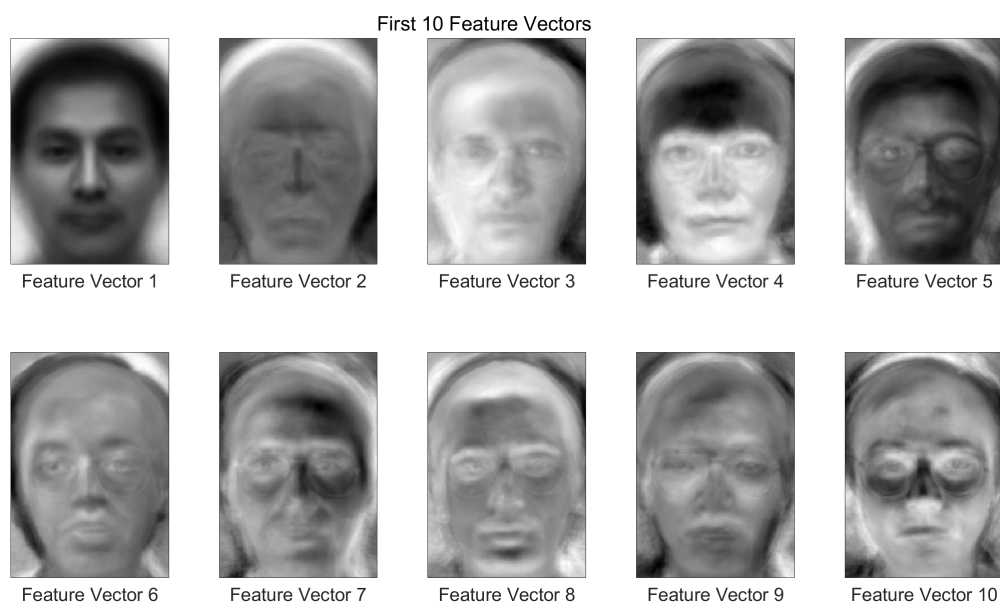 First 10 Feature Vectors
Feature Vector 1
Feature Vector 2
Feature Vector 3
Feature Vector 4
Feature Vector 5
Feature Vector 6
Feature Vector 7
Feature Vector 8
Feature Vector 9
Feature Vector 10